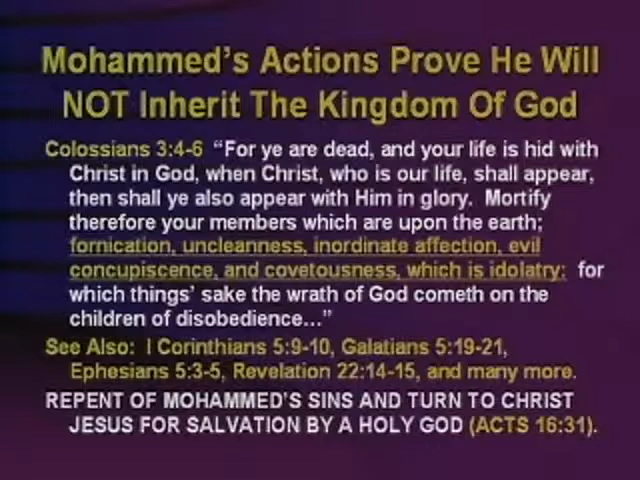 Mohammed's Actions Prove He Will
NOT Inherit The Kingdom Of God
Colossians 3:4-6 "For ye are dead, and your life is hid with
Christ in God, when Christ, who is our life, shall appear,
then shall ye also appear with Him in glory. Mortify
therefore your members which are upon the earth;
fornication, uncleanness, inordinate affection, evil
concupiscence, and covetousness, which is idolatry: for
which things' sake the wrath of God cometh on the
children of disobedience..."
See Also: I Corinthians 5:9-10, Galatians 5:19-21,
Ephesians 5:3-5, Revelation 22:14-15, and many more.
REPENT OF MOHAMMED'S SINS AND TURN TO CHRIST
JESUS FOR SALVATION BY A HOLY GOD (ACTS 16:31).